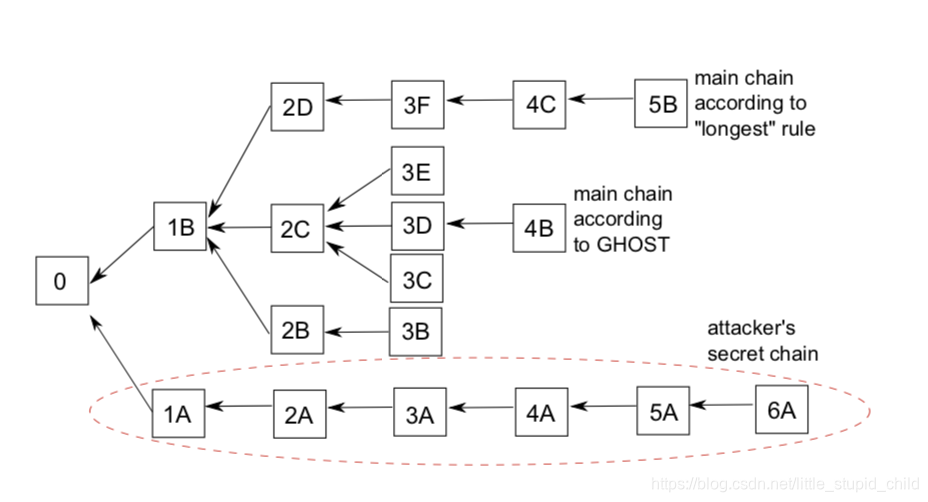 2D
3F
4C
5B
main chain
according to
"longest" rule
3E
1B
2C
3D
4B
main chain
according
to GHOST
0
3C
2B
3B
attacker's
secret chain
1A
2A
3A
4A
5A
6A
https://blog.csdn.net/little_stupid_child